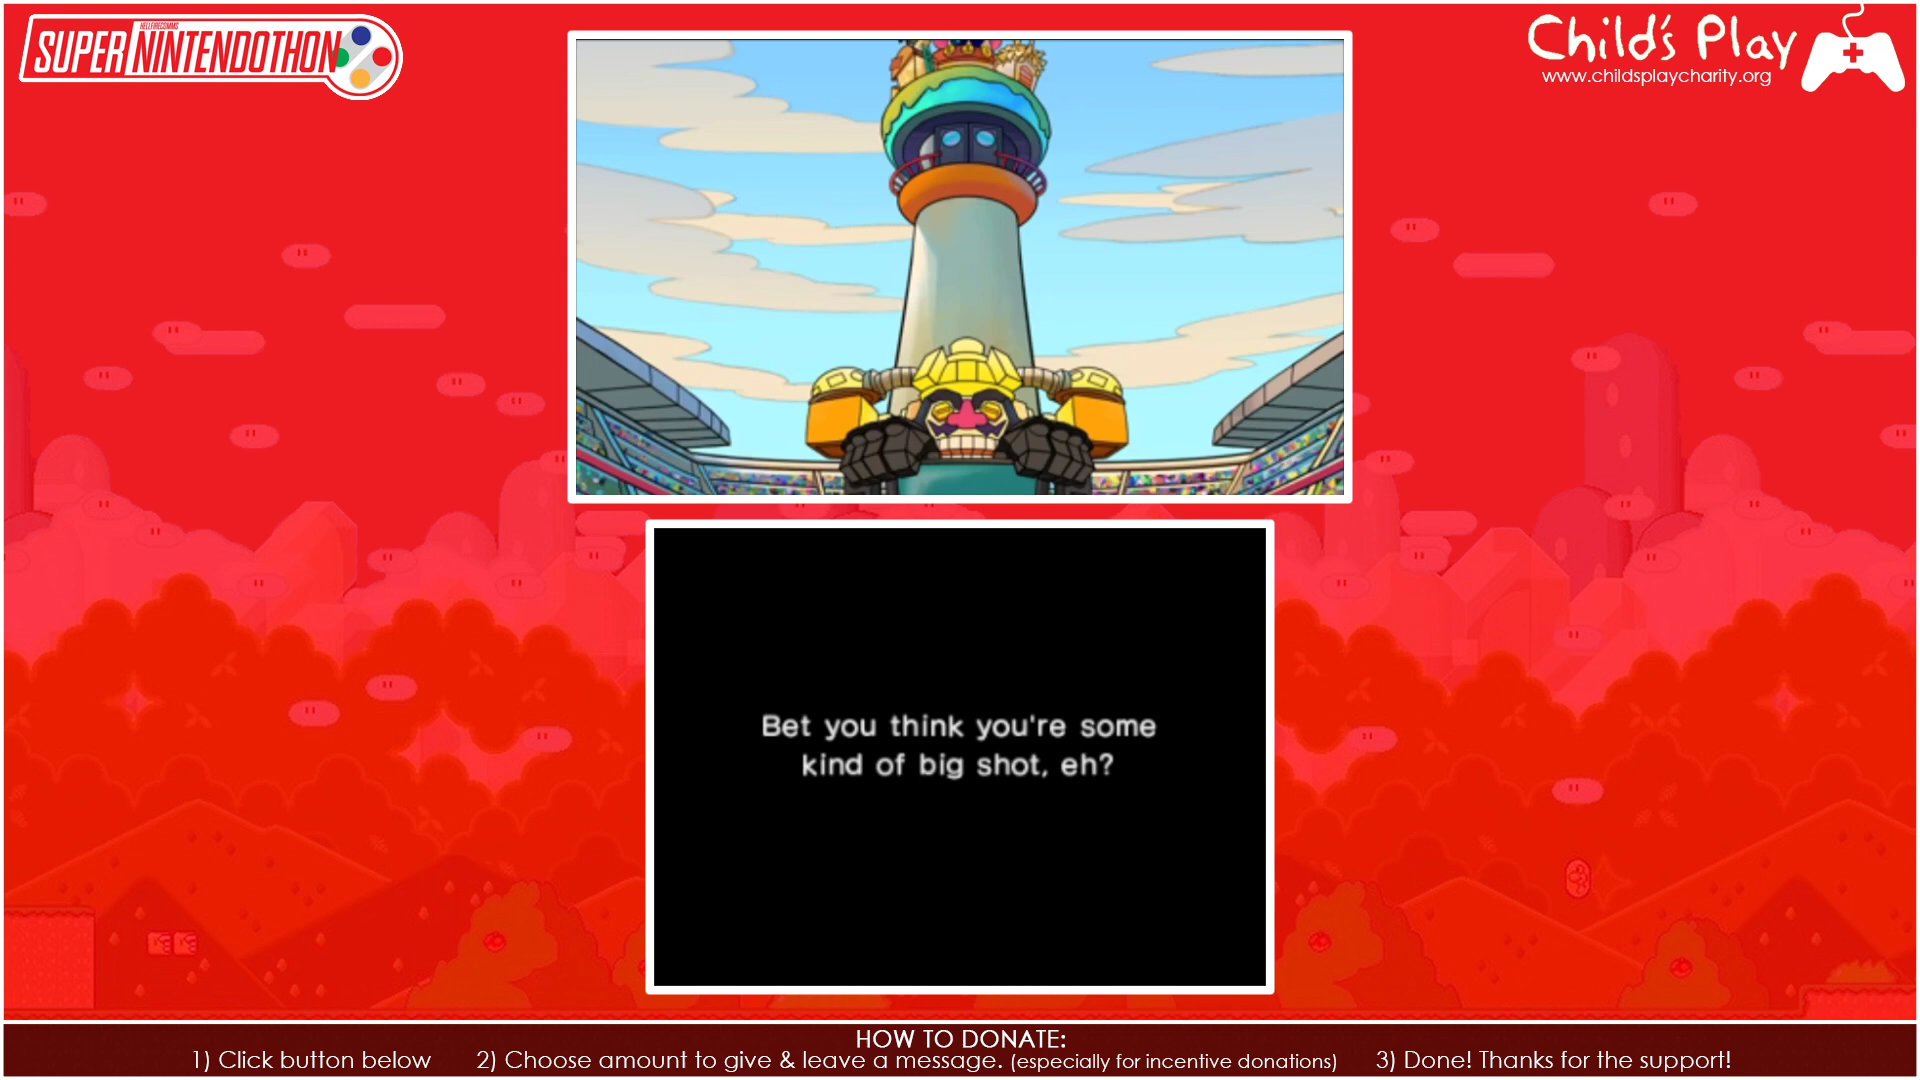 HELLFIRECOMMS
SUPER NINTENDOTHON
Child's Play
www.childsplaycharity.org
Bet you think you're some
kind of big shot, eh?
HOW TO DONATE:
1) Click button below 2) Choose amount to give & leave a message. (especially for incentive donations) 3) Done! Thanks for the support!